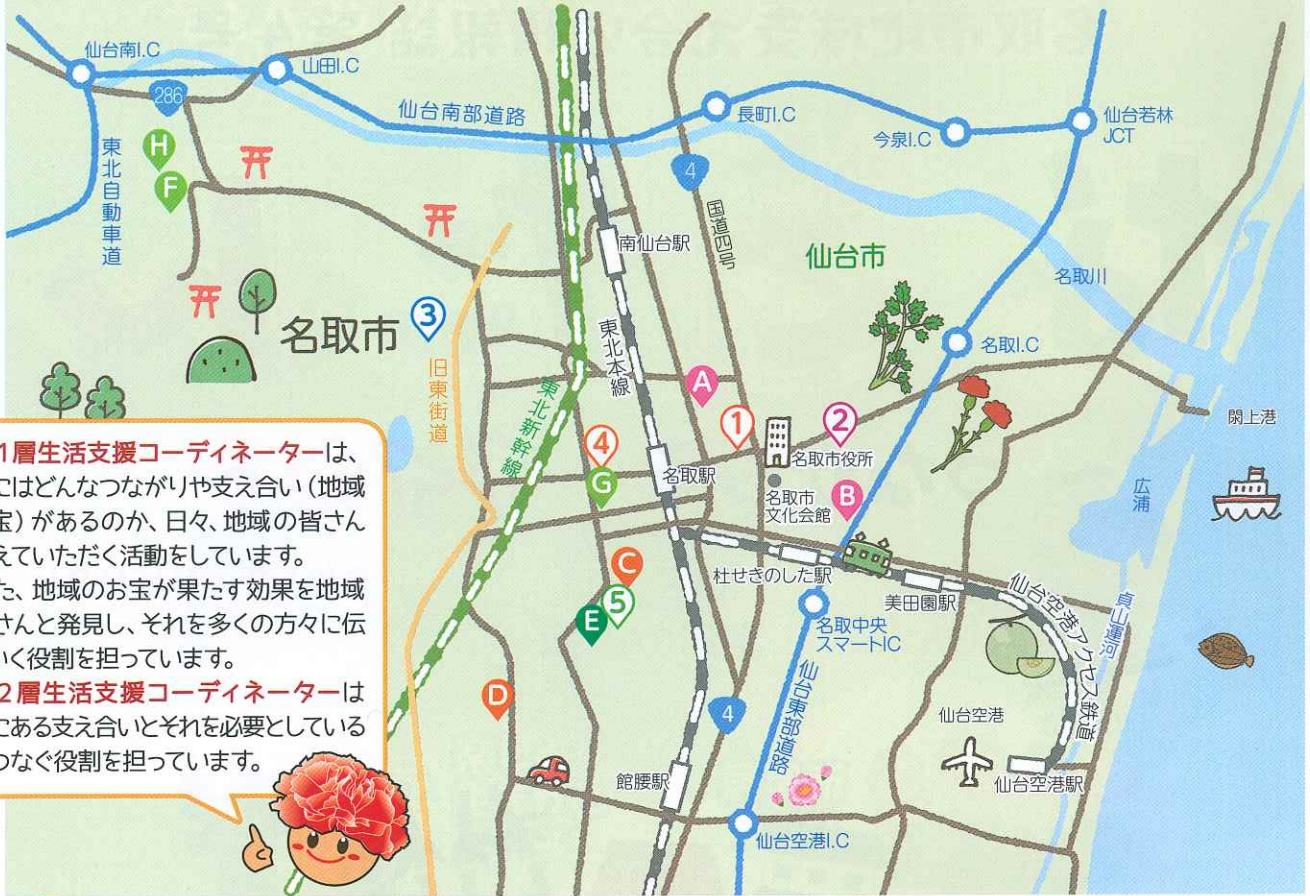 仙台南I.C
山田I.C
286
仙台南部道路
長町I.C
今泉I.C
仙台若林
JCT
東北自動車道
H
F
4
国道四号
南仙台駅
仙台市
名取川
名取市
3
旧東街道
東北新幹線
東北本線
名取I.C
A
1
2
4
G
名取駅
名取市役所
名取市
文化会館
B
閖上港
広浦
C
5
E
杜せきのした駅
美田園駅
名取中央
スマートIC
仙台空港アクセス鉄道
貞山運河
D
4
仙台東部道路
仙台空港
仙台空港駅
館腰駅
仙台空港I.C
1層生活支援コーディネーターは、
にはどんなつながりや支え合い(地域
宝)があるのか、日々、地域の皆さん
えていただく活動をしています。
た、地域のお宝が果たす効果を地域
さんと発見し、それを多くの方々に伝
いく役割を担っています。
2層生活支援コーディネーターは
にある支え合いとそれを必要としている
つなぐ役割を担っています。